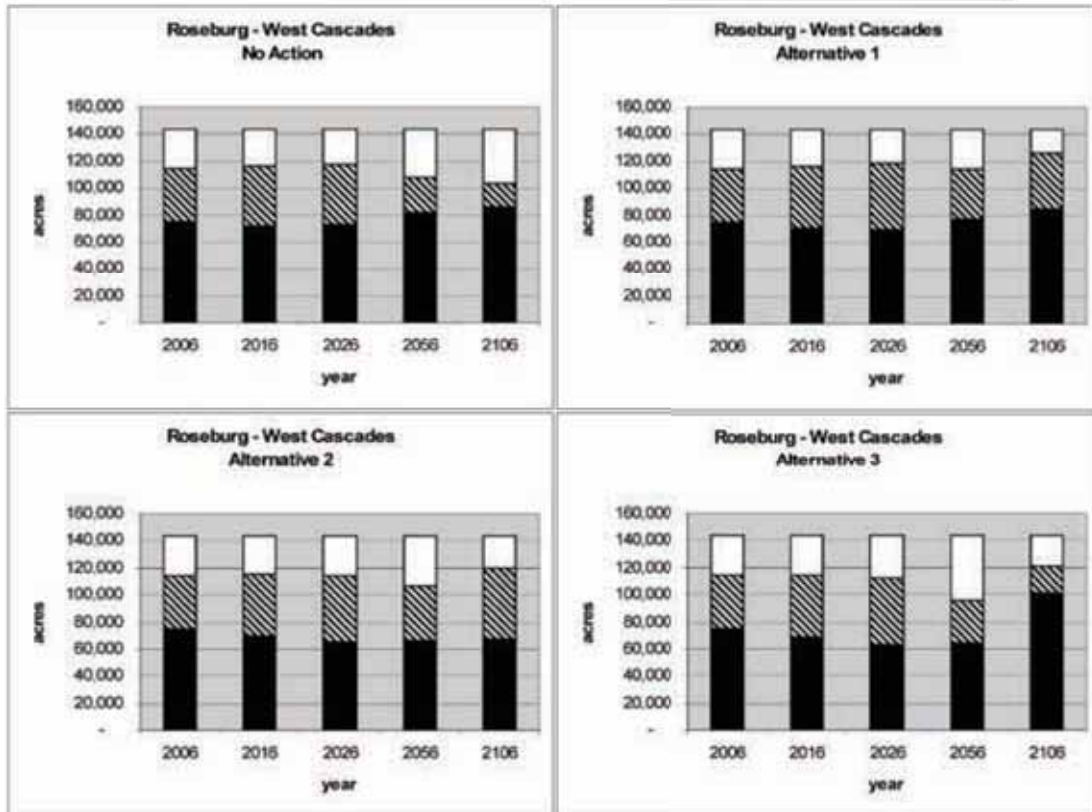 Roseburg - West Cascades
No Action
160,000
140,000
120,000
100,000
80,000
60,000
40,000
20,000
-
acres
2006 2016 2026 2056 2106
year
Roseburg - West Cascades
Alternative 1
160,000
140,000
120,000
100,000
80,000
60,000
40,000
20,000
-
acres
2006 2016 2026 2056 2106
year
Roseburg - West Cascades
Alternative 2
160,000
140,000
120,000
100,000
80,000
60,000
40,000
20,000
-
acres
2006 2016 2026 2056 2106
year
Roseburg - West Cascades
Alternative 3
160,000
140,000
120,000
100,000
80,000
60,000
40,000
20,000
-
acres
2006 2016 2026 2056 2106
year